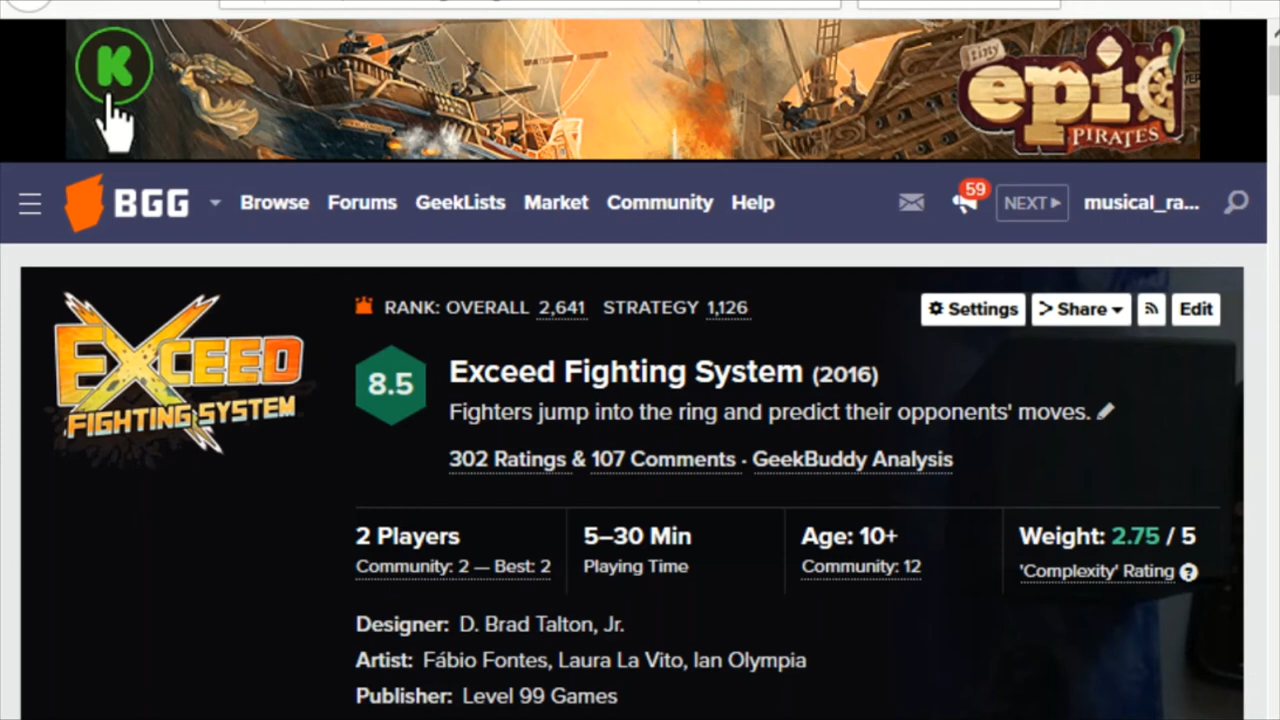 K
tiny
epic
PIRATES
BGG Browse Forums GeekLists Market Community Help 59 NEXT musical_ra...
EXCEED
FIGHTING SYSTEM
RANK: OVERALL 2,641 STRATEGY 1,126
Settings Share Edit
8.5
Exceed Fighting System (2016)
Fighters jump into the ring and predict their opponents' moves.
302 Ratings & 107 Comments · GeekBuddy Analysis
2 Players 5–30 Min Age: 10+ Weight: 2.75 / 5
Community: 2 — Best: 2 Playing Time Community: 12 'Complexity' Rating ?
Designer: D. Brad Talton, Jr.
Artist: Fábio Fontes, Laura La Vito, Ian Olympia
Publisher: Level 99 Games